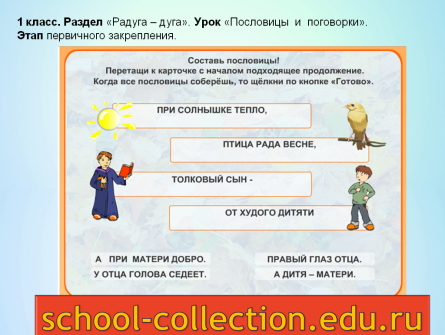 1 класс. Раздел «Радуга – дуга». Урок «Пословицы и поговорки».
Этап первичного закрепления.
Составь пословицы!
Перетащи к карточке с началом подходящее продолжение.
Когда все пословицы соберёшь, то щёлкни по кнопке «Готово».
ПРИ СОЛНЫШКЕ ТЕПЛО,
ПТИЦА РАДА ВЕСНЕ,
ТОЛКОВЫЙ СЫН -
ОТ ХУДОГО ДИТЯТИ
А ПРИ МАТЕРИ ДОБРО.
ПРАВЫЙ ГЛАЗ ОТЦА.
У ОТЦА ГОЛОВА СЕДЕЕТ.
А ДИТЯ – МАТЕРИ.
school-collection.edu.ru